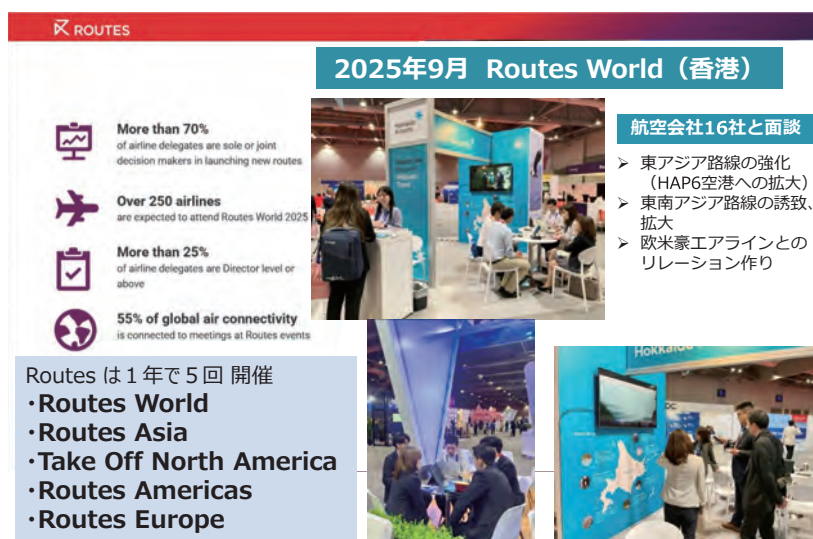 ROUTES
2025年9月 Routes World（香港）
More than 70%
of airline delegates are sole or joint
decision makers in launching new routes
Over 250 airlines
are expected to attend Routes World 2025
More than 25%
of airline delegates are Director level or
above
55% of global air connectivity
is connected to meetings at Routes events
航空会社16社と面談
➢ 東アジア路線の強化
（HAP6空港への拡大）
➢ 東南アジア路線の誘致、
拡大
➢ 欧米豪エアラインとの
リレーション作り
Routes は１年で５回 開催
・Routes World
・Routes Asia
・Take Off North America
・Routes Americas
・Routes Europe
Hokkaido